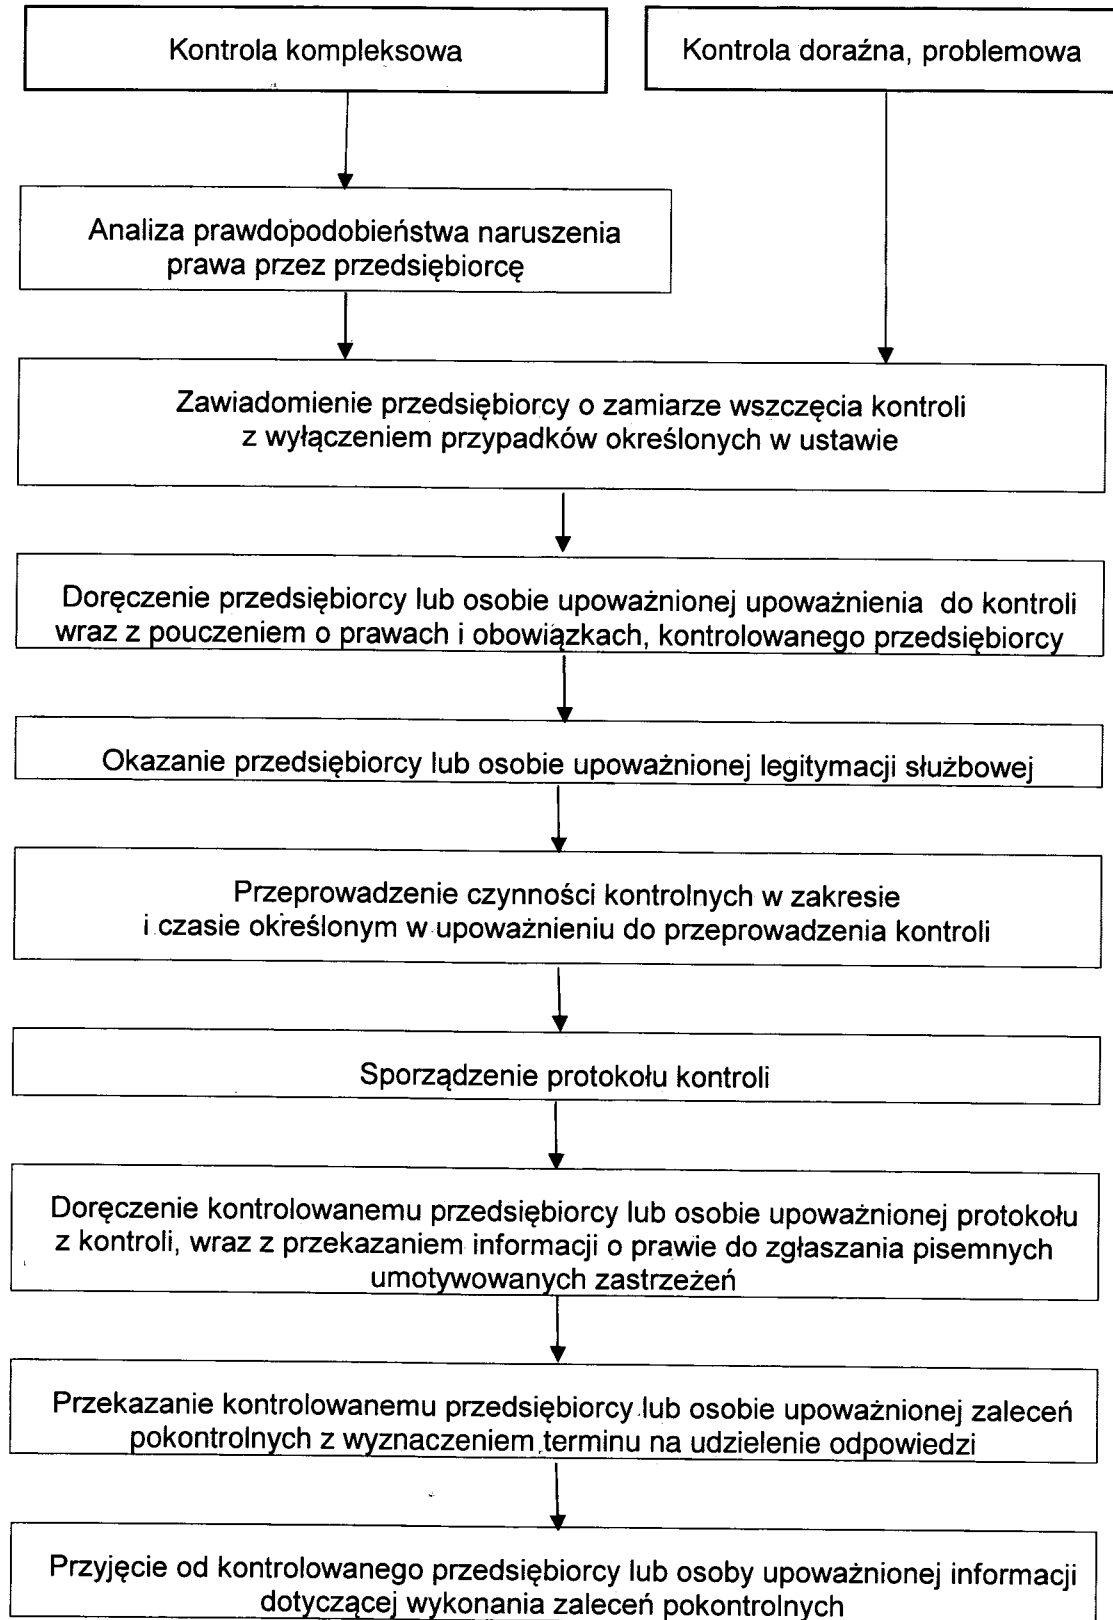 Kontrola kompleksowa
Kontrola doraźna, problemowa
Analiza prawdopodobieństwa naruszenia
prawa przez przedsiębiorcę
Zawiadomienie przedsiębiorcy o zamiarze wszczęcia kontroli
z wyłączeniem przypadków określonych w ustawie
Doręczenie przedsiębiorcy lub osobie upoważnionej upoważnienia do kontroli
wraz z pouczeniem o prawach i obowiązkach, kontrolowanego przedsiębiorcy
Okazanie przedsiębiorcy lub osobie upoważnionej legitymacji służbowej
Przeprowadzenie czynności kontrolnych w zakresie
i czasie określonym w upoważnieniu do przeprowadzenia kontroli
Sporządzenie protokołu kontroli
Doręczenie kontrolowanemu przedsiębiorcy lub osobie upoważnionej protokołu
z kontroli, wraz z przekazaniem informacji o prawie do zgłaszania pisemnych
umotywowanych zastrzeżeń
Przekazanie kontrolowanemu przedsiębiorcy lub osobie upoważnionej zaleceń
pokontrolnych z wyznaczeniem terminu na udzielenie odpowiedzi
Przyjęcie od kontrolowanego przedsiębiorcy lub osoby upoważnionej informacji
dotyczącej wykonania zaleceń pokontrolnych